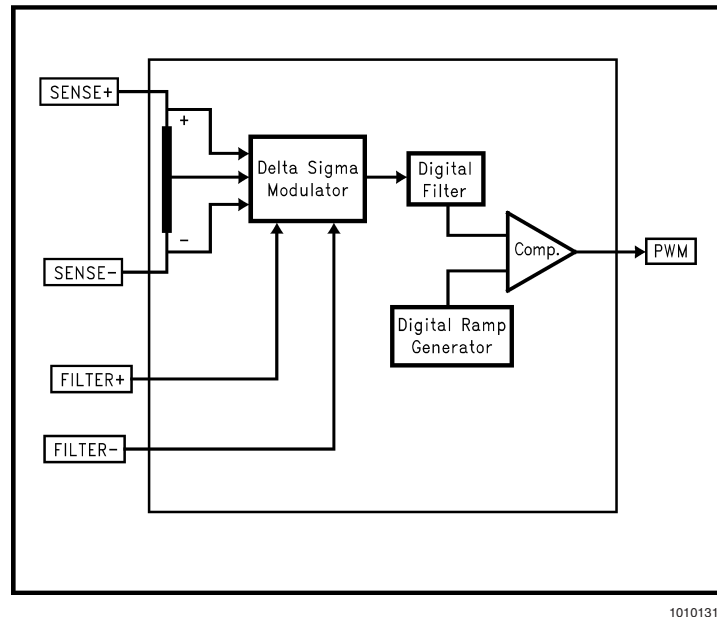 SENSE+
+
Delta Sigma
Modulator
Digital
Filter
−
SENSE−
Comp.
PWM
Digital Ramp
Generator
FILTER+
FILTER−
1010131